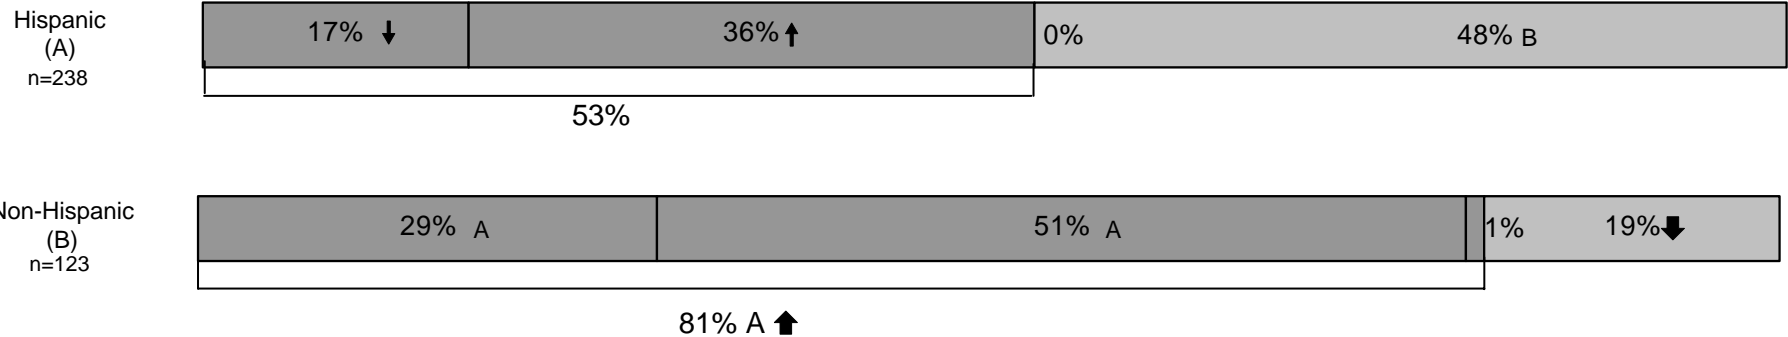 Hispanic
(A)
n=238
17%
36%
0%
48% B
53%
Non-Hispanic
(B)
n=123
29% A
51% A
1%
19%
81% A